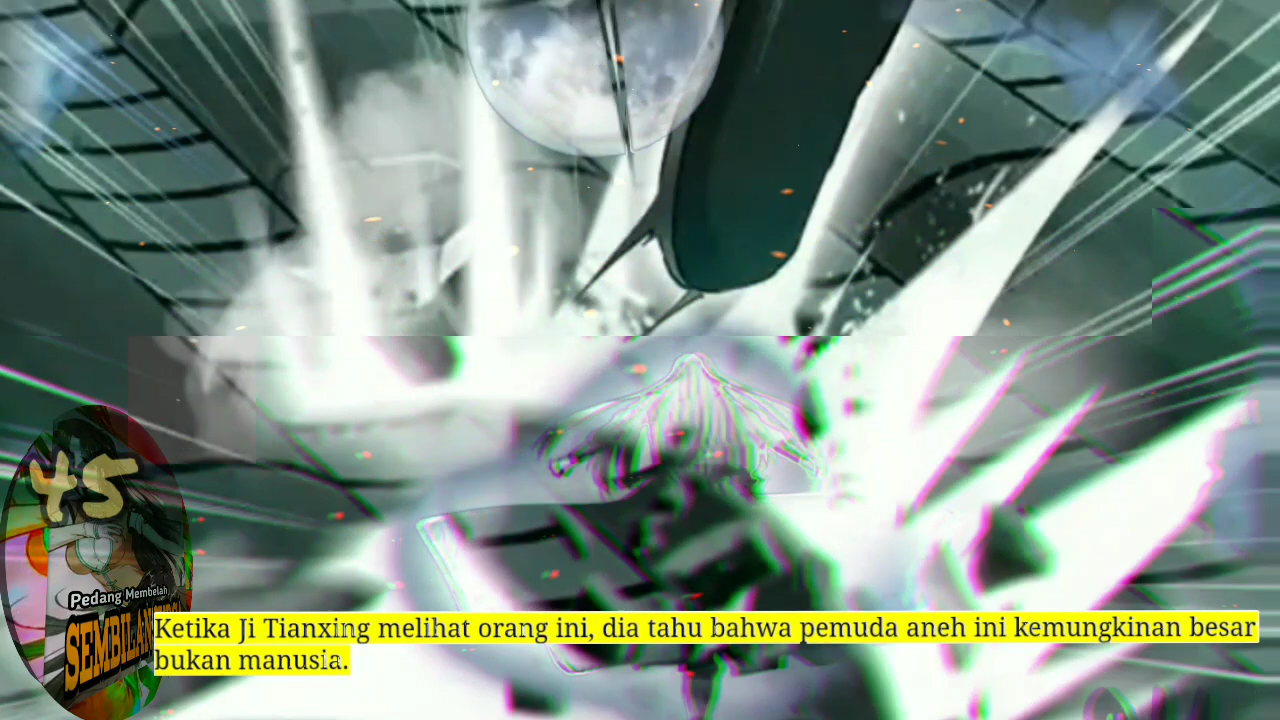 45
Pedang Membelah
SEMBILAN
Ketika Ji Tianxing melihat orang ini, dia tahu bahwa pemuda aneh ini kemungkinan besar
bukan manusia.